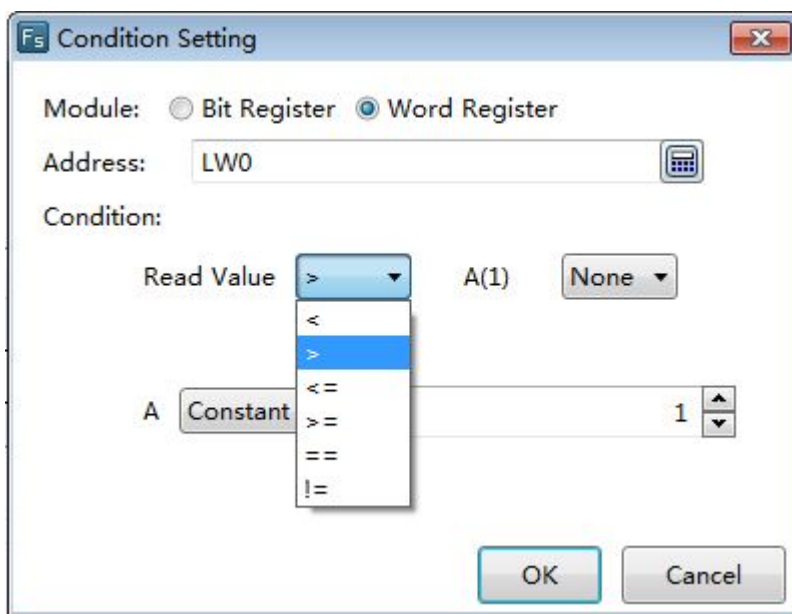 Fs Condition Setting
Module: Bit Register Word Register
Address: LW0
Condition:
Read Value > A(1) None
<
>
<=
A Constant 1
>=
==
!=
OK Cancel